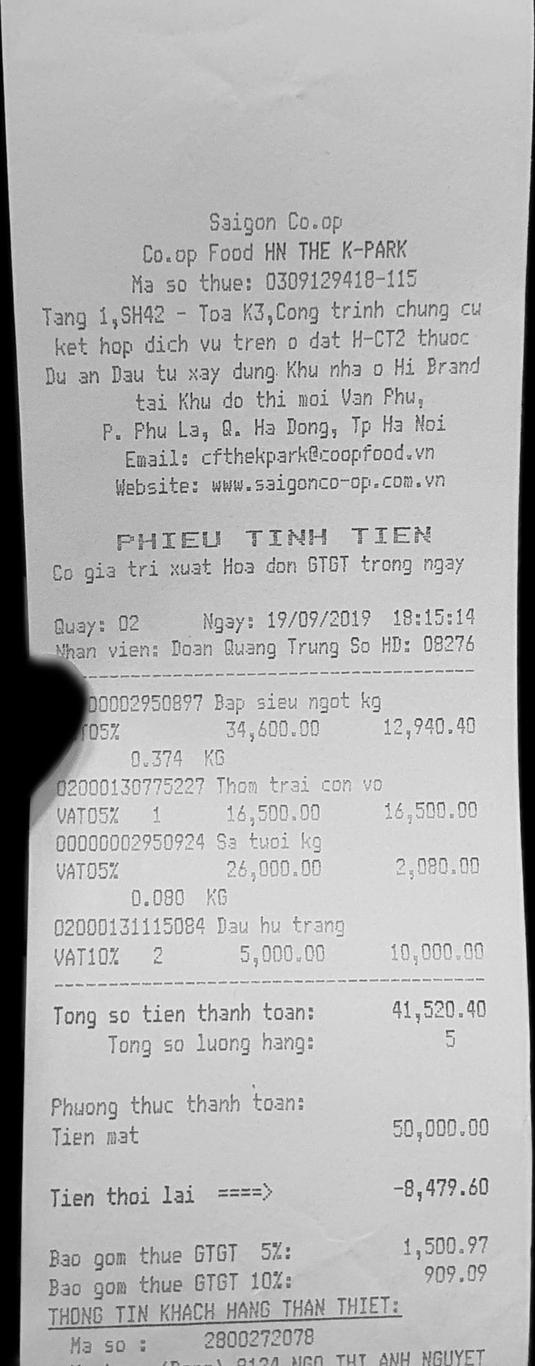 Saigon Co.op
Co.op Food HN THE K-PARK
Ma so thue: 0309129418-115
Tang 1,SH42 - Toa K3,Cong trinh chung cu
ket hop dich vu tren o dat H-CT2 thuoc
Du an Dau tu xay dung Khu nha o Hi Brand
tai Khu do thi moi Van Phu,
P. Phu La, Q. Ha Dong, Tp Ha Noi
Email: cfthekpark@coopfood.vn
Website: www.saigonco-op.com.vn
PHIEU TINH TIEN
Co gia tri xuat Hoa don GTGT trong ngay
Quay: 02 Ngay: 19/09/2019 18:15:14
Nhan vien: Doan Quang Trung So HD: 08276
Bap sieu ngot kg
34,600.00 12,940.40
0.374 KG
02000130775227 Thom trai con vo
VAT05% 1 16,500.00 16,500.00
00000002950924 Sa tuoi kg
VAT05% 26,000.00 2,080.00
0.080 KG
02000131115084 Dau hu trang
VAT10% 2 5,000.00 10,000.00
Tong so tien thanh toan: 41,520.40
Tong so luong hang: 5
Phuong thuc thanh toan:
Tien mat 50,000.00
Tien thoi lai ====> -8,479.60
Bao gom thue GTGT 5%: 1,500.97
Bao gom thue GTGT 10%: 909.09
THONG TIN KHACH HANG THAN THIET:
Ma so : 2800272078
NGO THI ANH NGUYET